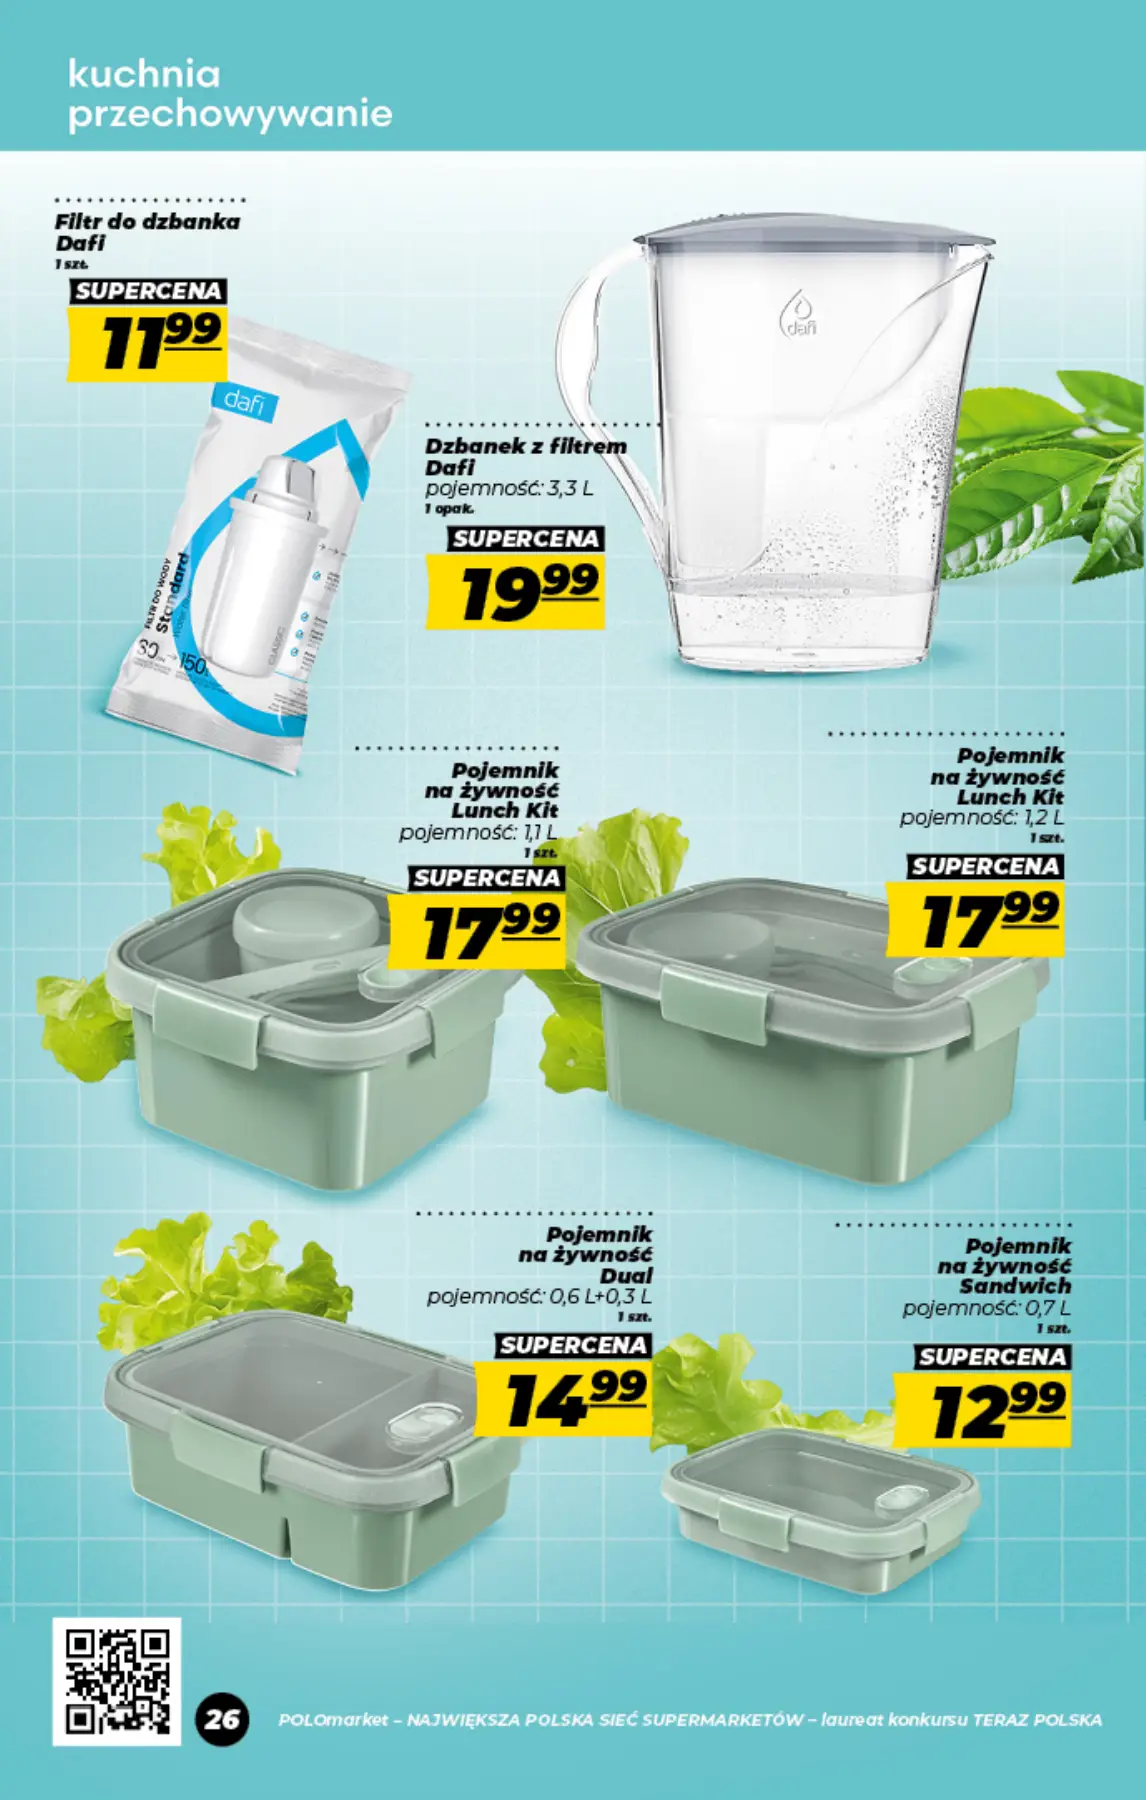 kuchnia
przechowywanie
Filtr do dzbanka
Dafi
1 szt.
SUPERCENA
11 99
dafi
FILTR DO WODY
Standard
CLASSIC
150
dafi
Dzbanek z filtrem
Dafi
pojemność: 3,3 L
1 opak.
SUPERCENA
19 99
Pojemnik
na żywność
Lunch Kit
pojemność: 1,1 L
1 szt.
SUPERCENA
17 99
Pojemnik
na żywność
Lunch Kit
pojemność: 1,2 L
1 szt.
SUPERCENA
17 99
Pojemnik
na żywność
Dual
pojemność: 0,6 L+0,3 L
1 szt.
SUPERCENA
14 99
Pojemnik
na żywność
Sandwich
pojemność: 0,7 L
1 szt.
SUPERCENA
12 99
26
POLOmarket – NAJWIĘKSZA POLSKA SIEĆ SUPERMARKETÓW – laureat konkursu TERAZ POLSKA